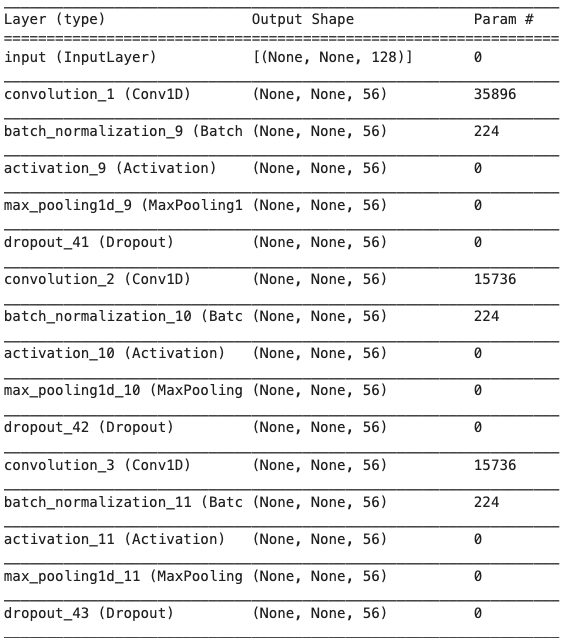 Layer (type) Output Shape Param #
=================================================================
input (InputLayer) [(None, None, 128)] 0
convolution_1 (Conv1D) (None, None, 56) 35896
batch_normalization_9 (Batch (None, None, 56) 224
activation_9 (Activation) (None, None, 56) 0
max_pooling1d_9 (MaxPooling1 (None, None, 56) 0
dropout_41 (Dropout) (None, None, 56) 0
convolution_2 (Conv1D) (None, None, 56) 15736
batch_normalization_10 (Batc (None, None, 56) 224
activation_10 (Activation) (None, None, 56) 0
max_pooling1d_10 (MaxPooling (None, None, 56) 0
dropout_42 (Dropout) (None, None, 56) 0
convolution_3 (Conv1D) (None, None, 56) 15736
batch_normalization_11 (Batc (None, None, 56) 224
activation_11 (Activation) (None, None, 56) 0
max_pooling1d_11 (MaxPooling (None, None, 56) 0
dropout_43 (Dropout) (None, None, 56) 0